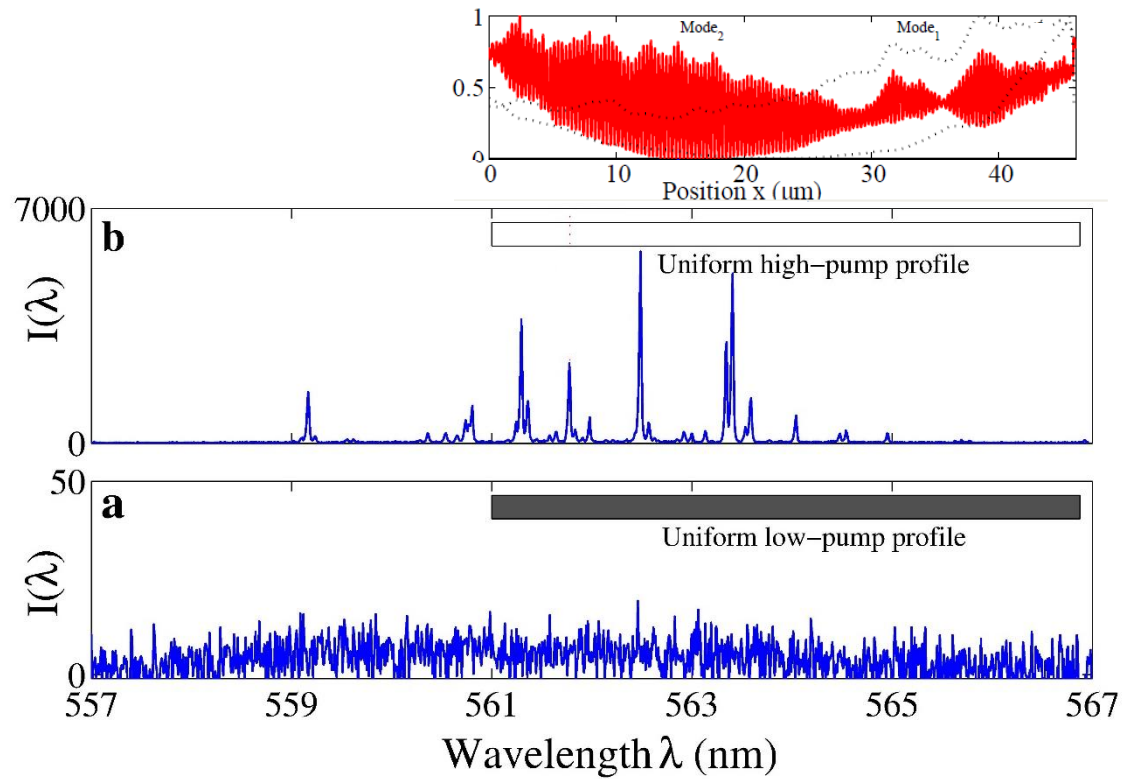 1
Mode₂
Mode₁
0.5
0
0
10
20
30
40
Position x (um)
7000
b
Uniform high−pump profile
I(λ)
0
50
a
Uniform low−pump profile
I(λ)
0
557
559
561
563
565
567
Wavelength λ (nm)